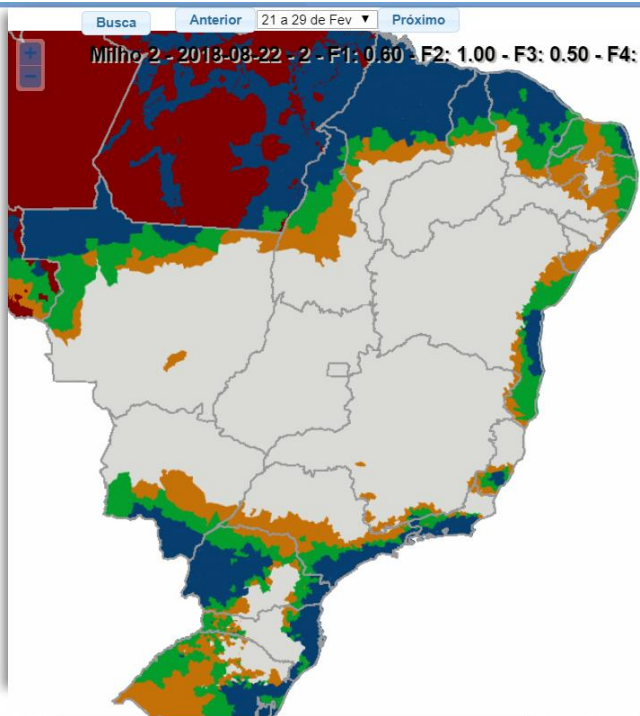 Busca Anterior 21 a 29 de Fev ▼ Próximo
+
Milho 2 - 2018-08-22 - 2 - F1: 0.60 - F2: 1.00 - F3: 0.50 - F4:
−